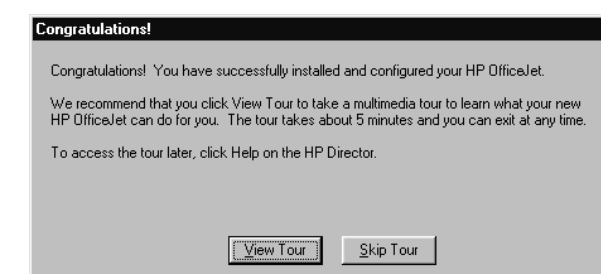 Congratulations!
Congratulations! You have successfully installed and configured your HP OfficeJet.
We recommend that you click View Tour to take a multimedia tour to learn what your new
HP OfficeJet can do for you. The tour takes about 5 minutes and you can exit at any time.
To access the tour later, click Help on the HP Director.
View Tour Skip Tour